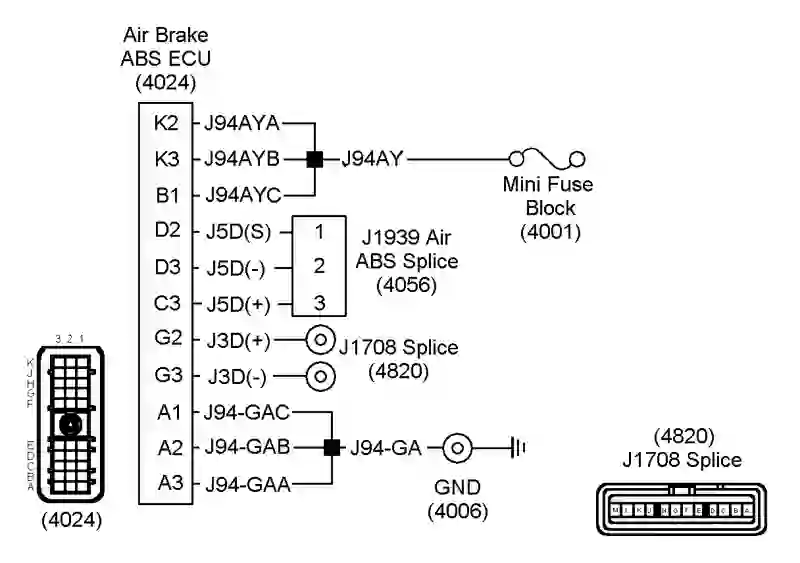 Air Brake
ABS ECU
(4024)
K2 J94AYA
K3 J94AYB J94AY
B1 J94AYC
Mini Fuse
Block
(4001)
D2 J5D(S) 1
D3 J5D(-) 2
C3 J5D(+) 3
J1939 Air
ABS Splice
(4056)
G2 J3D(+)
G3 J3D(-)
J1708 Splice
(4820)
A1 J94-GAC
A2 J94-GAB J94-GA
A3 J94-GAA
GND
(4006)
3 2 1
K
J
H
G
F
E
D
C
B
A
(4024)
(4820)
J1708 Splice
M L K J H G F E D C B A